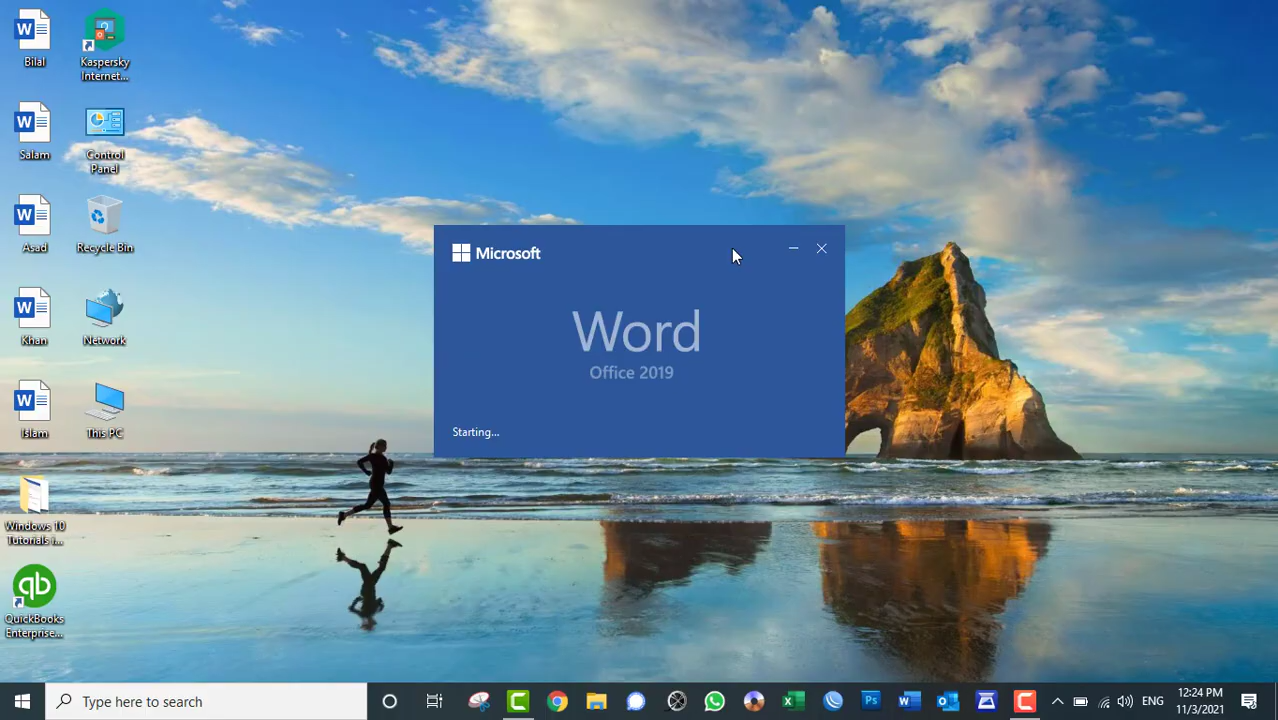 Bilal
Kaspersky
Internet...
Salam
Control
Panel
Asad
Recycle Bin
Khan
Network
Islam
This PC
Windows 10
Tutorials i...
qb
QuickBooks
Enterprise...
Microsoft
Word
Office 2019
Starting...
Type here to search
ENG
12:24 PM
11/3/2021